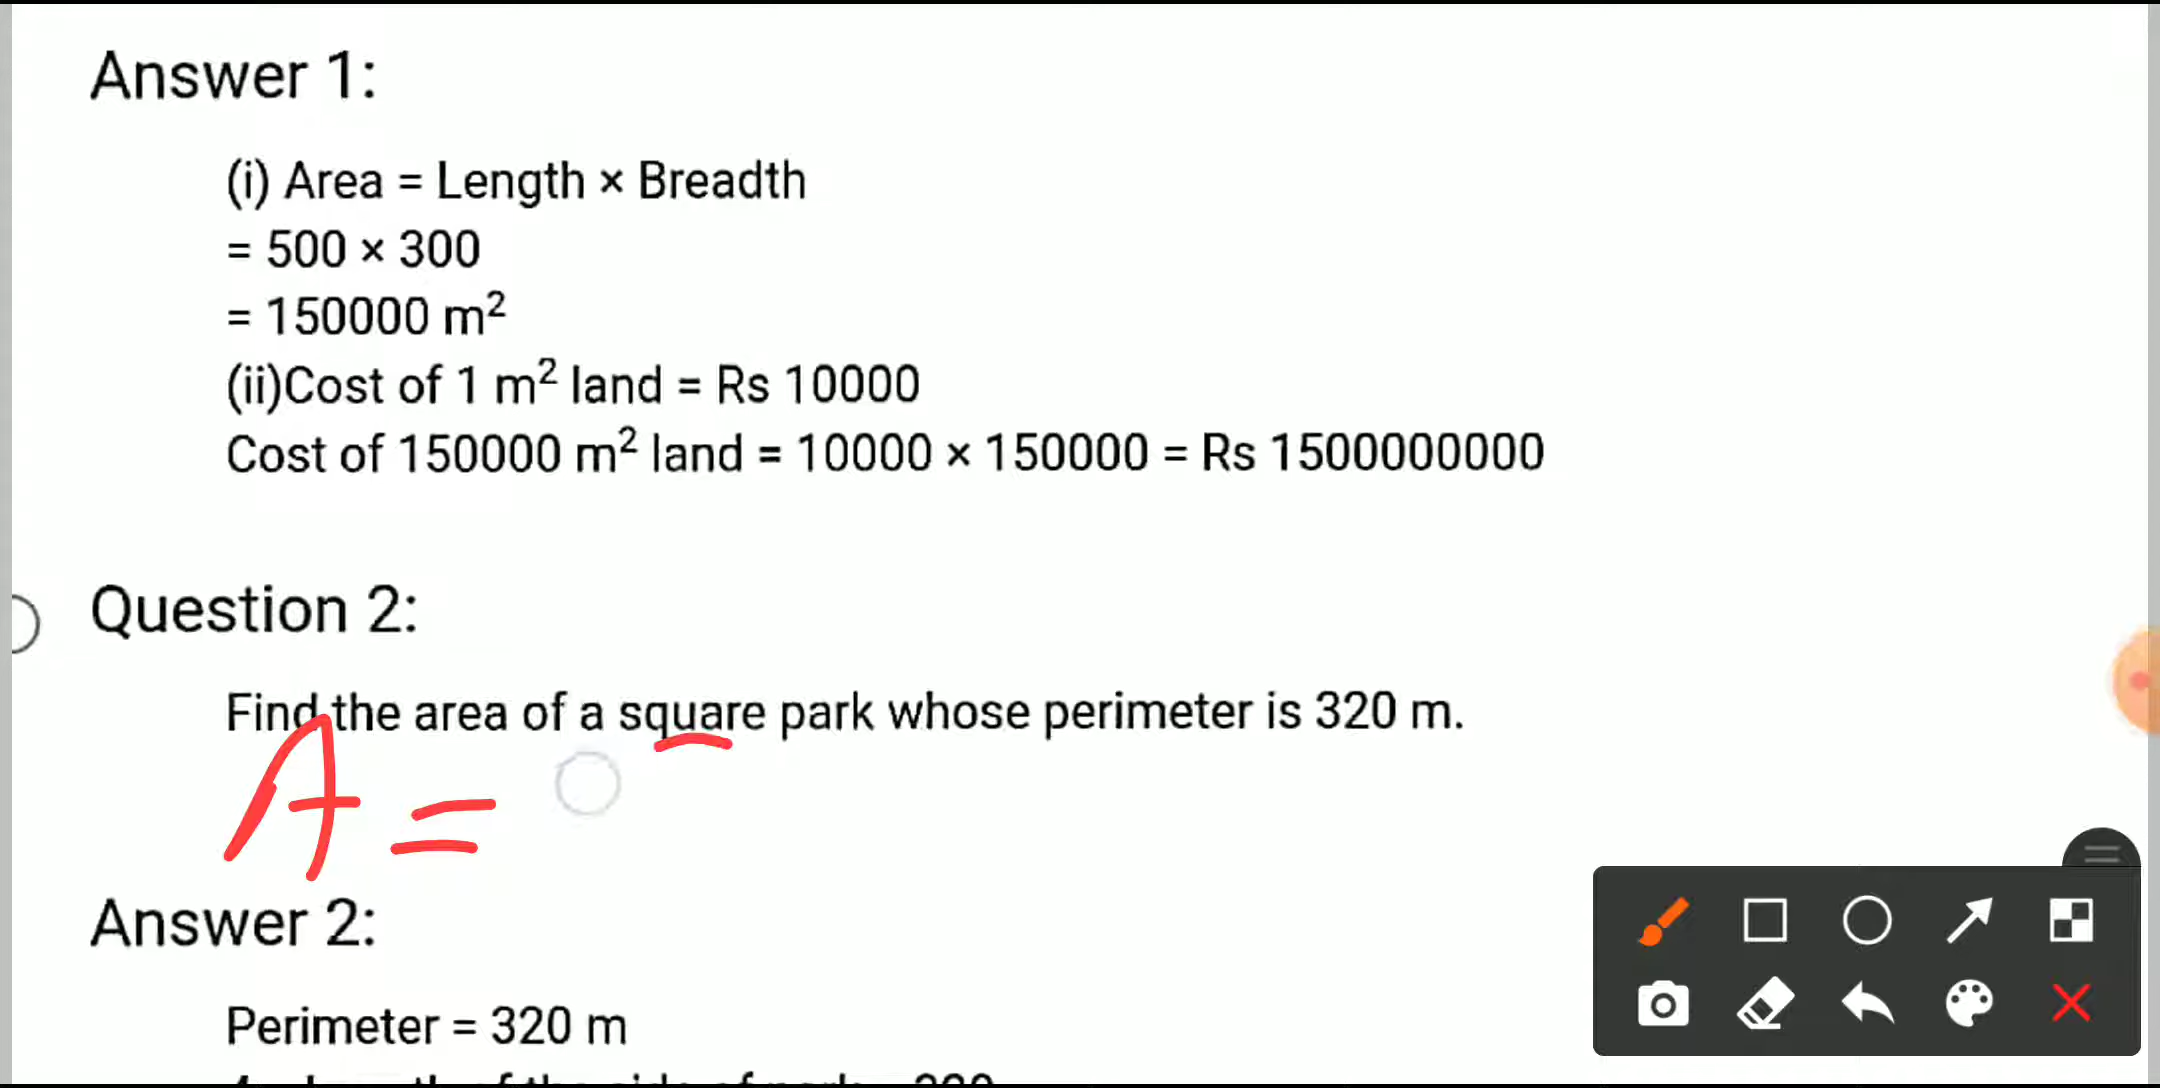 Answer 1:
(i) Area = Length × Breadth
= 500 × 300
= 150000 m²
(ii)Cost of 1 m² land = Rs 10000
Cost of 150000 m² land = 10000 × 150000 = Rs 1500000000
Question 2:
Find the area of a square park whose perimeter is 320 m.
A =
Answer 2:
Perimeter = 320 m